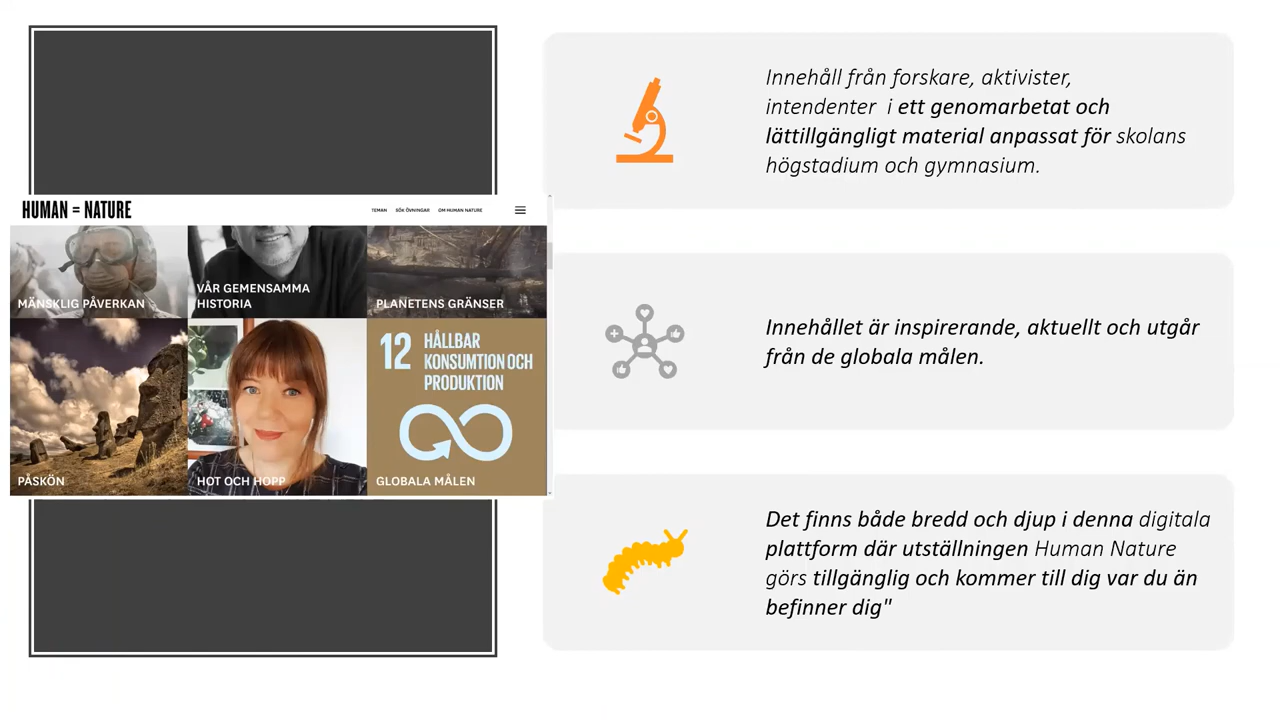 Innehåll från forskare, aktivister,
intendenter i ett genomarbetat och
lättillgängligt material anpassat för skolans
högstadium och gymnasium.
HUMAN = NATURE
TEMAN SÖK ÖVNINGAR OM HUMAN NATURE
MÄNSKLIG PÅVERKAN
VÅR GEMENSAMMA
HISTORIA
PLANETENS GRÄNSER
12 HÅLLBAR
KONSUMTION OCH
PRODUKTION
PÅSKÖN
HOT OCH HOPP
GLOBALA MÅLEN
Innehållet är inspirerande, aktuellt och utgår
från de globala målen.
Det finns både bredd och djup i denna digitala
plattform där utställningen Human Nature
görs tillgänglig och kommer till dig var du än
befinner dig"